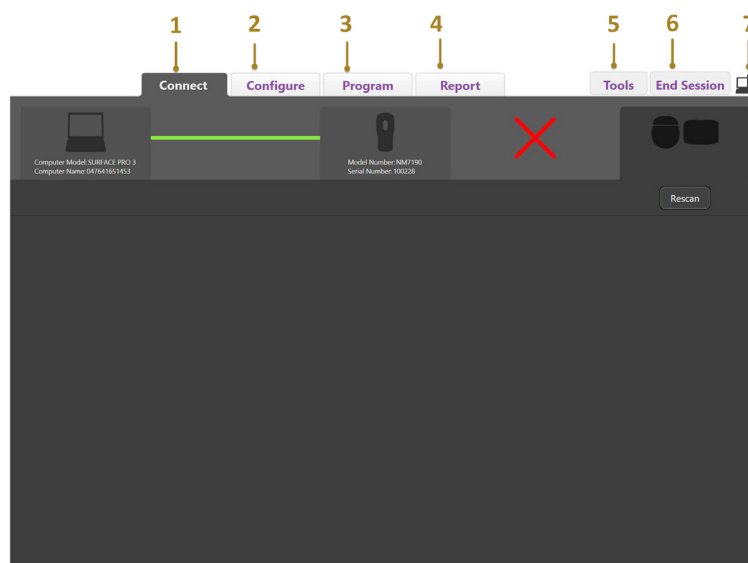 1 2 3 4 5 6 7
Connect Configure Program Report Tools End Session
Computer Model:SURFACE PRO 3
Computer Name:047641651453
Model Number:NM7190
Serial Number:100228
Rescan